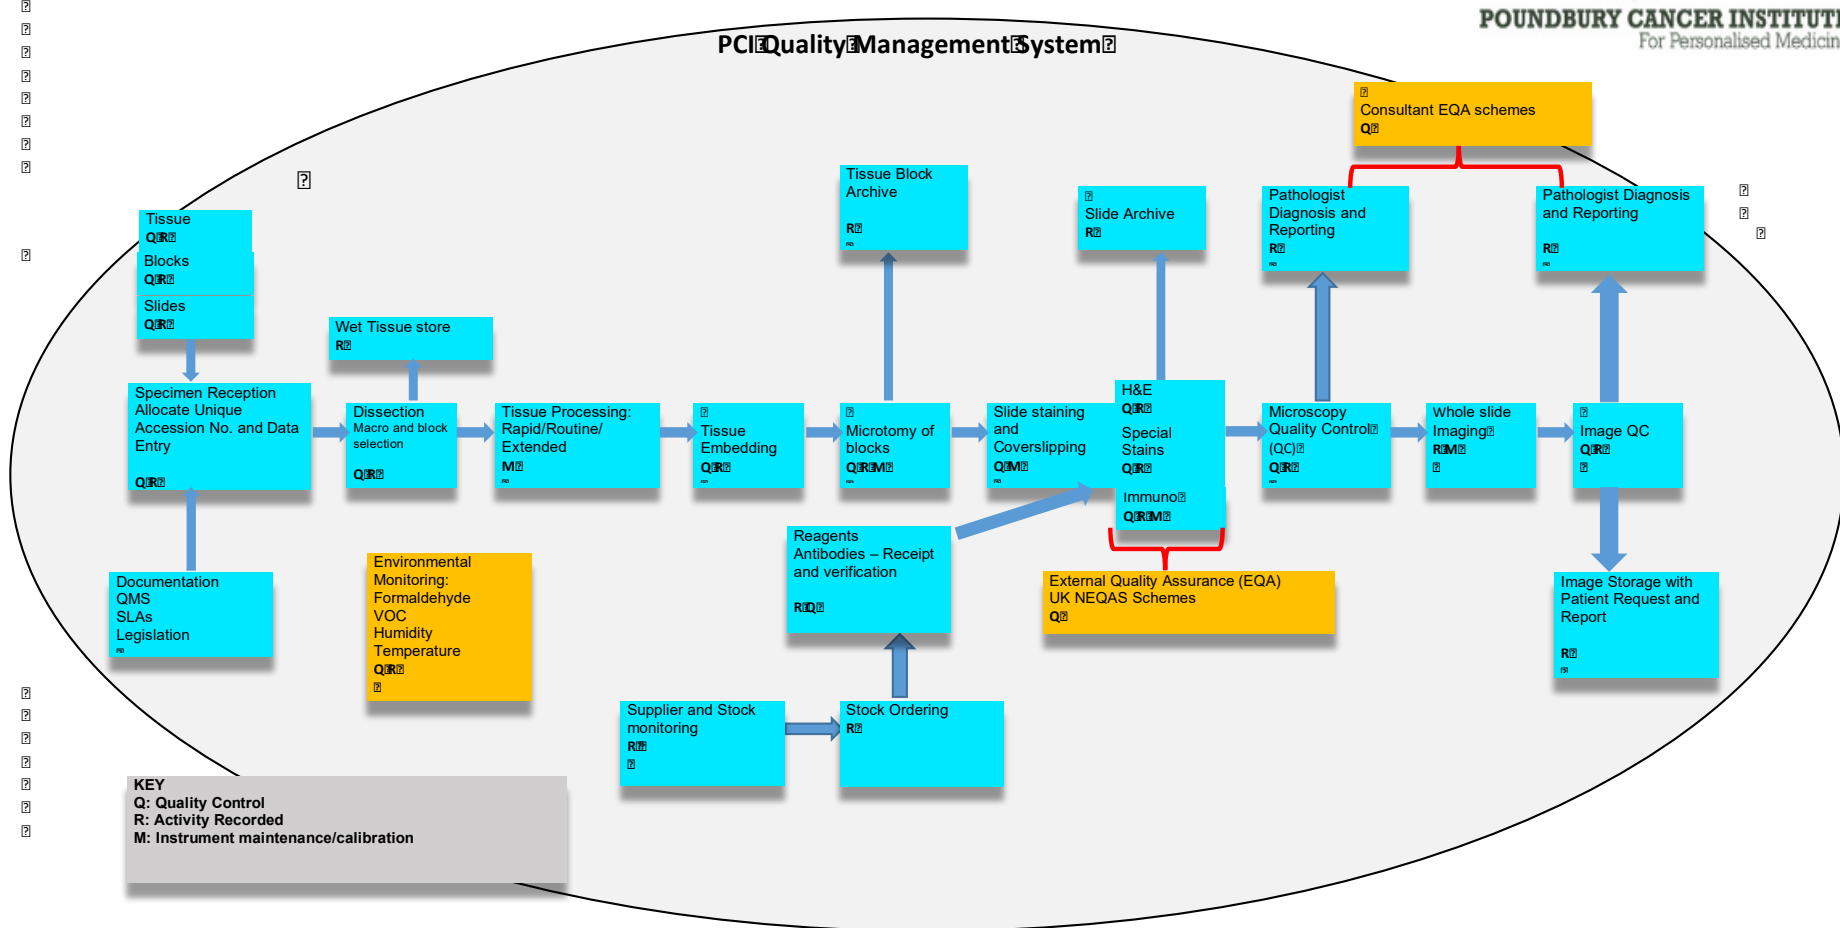 POUNDBURY CANCER INSTITUTE
For Personalised Medicin
PCI Quality Management System
Consultant EQA schemes
Q
Tissue Block
Archive
R
Slide Archive
R
Pathologist
Diagnosis and
Reporting
R
Pathologist Diagnosis
and Reporting
R
Tissue
Q R
Blocks
Q R
Slides
Q R
Wet Tissue store
R
Specimen Reception
Allocate Unique
Accession No. and Data
Entry
Q R
Dissection
Macro and block
selection
Q R
Tissue Processing:
Rapid/Routine/
Extended
M
Tissue
Embedding
Q R
Microtomy of
blocks
Q R M
Slide staining
and
Coverslipping
Q M
H&E
Q R
Special
Stains
Q R
Immuno
Q R M
Microscopy
Quality Control
(QC)
Q R
Whole slide
Imaging
R M
Image QC
Q R
Reagents
Antibodies – Receipt
and verification
R Q
Documentation
QMS
SLAs
Legislation
Environmental
Monitoring:
Formaldehyde
VOC
Humidity
Temperature
Q R
External Quality Assurance (EQA)
UK NEQAS Schemes
Q
Image Storage with
Patient Request and
Report
R
Supplier and Stock
monitoring
R
Stock Ordering
R
KEY
Q: Quality Control
R: Activity Recorded
M: Instrument maintenance/calibration